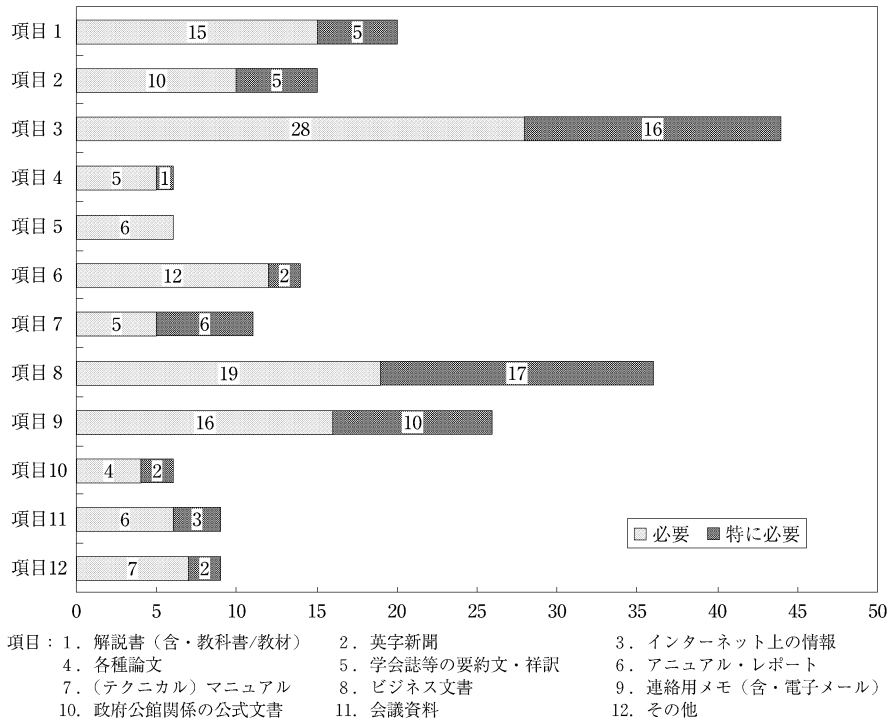 項目 1 15 5
項目 2 10 5
項目 3 28 16
項目 4 5 1
項目 5 6
項目 6 12 2
項目 7 5 6
項目 8 19 17
項目 9 16 10
項目10 4 2
項目11 6 3
必要 特に必要
項目12 7 2
0 5 10 15 20 25 30 35 40 45 50
項目：1．解説書（含・教科書/教材） 2．英字新聞 3．インターネット上の情報
4．各種論文 5．学会誌等の要約文・祥訳 6．アニュアル・レポート
7．（テクニカル）マニュアル 8．ビジネス文書 9．連絡用メモ（含・電子メール）
10．政府公館関係の公式文書 11．会議資料 12．その他